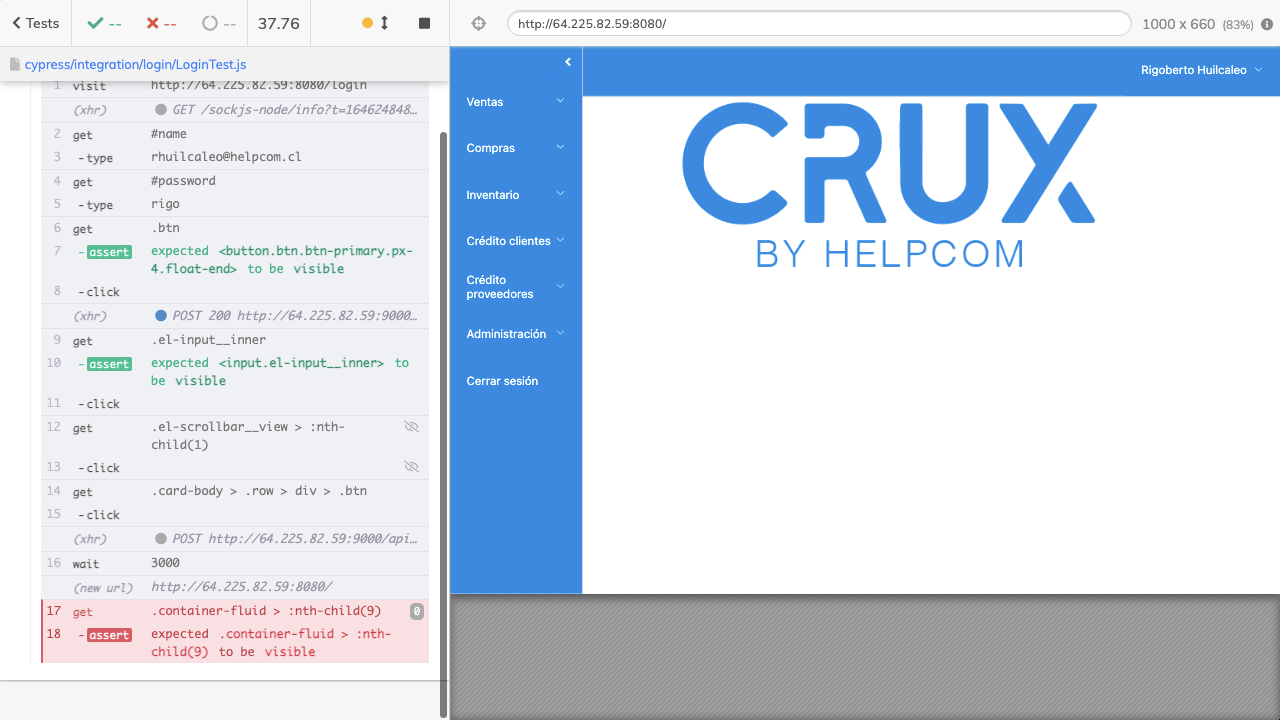 Tests
--
--
--
37.76
http://64.225.82.59:8080/
1000 x 660 (83%)
cypress/integration/login/LoginTest.js
1 visit http://64.225.82.59:8080/login
(xhr) GET /sockjs-node/info?t=164624848…
2 get #name
3 -type rhuilcaleo@helpcom.cl
4 get #password
5 -type rigo
6 get .btn
7 -assert expected <button.btn.btn-primary.px-
4.float-end> to be visible
8 -click
(xhr) POST 200 http://64.225.82.59:9000…
9 get .el-input__inner
10 -assert expected <input.el-input__inner> to
be visible
11 -click
12 get .el-scrollbar__view > :nth-
child(1)
13 -click
14 get .card-body > .row > div > .btn
15 -click
(xhr) POST http://64.225.82.59:9000/api…
16 wait 3000
(new url) http://64.225.82.59:8080/
17 get .container-fluid > :nth-child(9) 0
18 -assert expected .container-fluid > :nth-
child(9) to be visible
Rigoberto Huilcaleo
Ventas
Compras
Inventario
Crédito clientes
Crédito
proveedores
Administración
Cerrar sesión
CRUX
BY HELPCOM